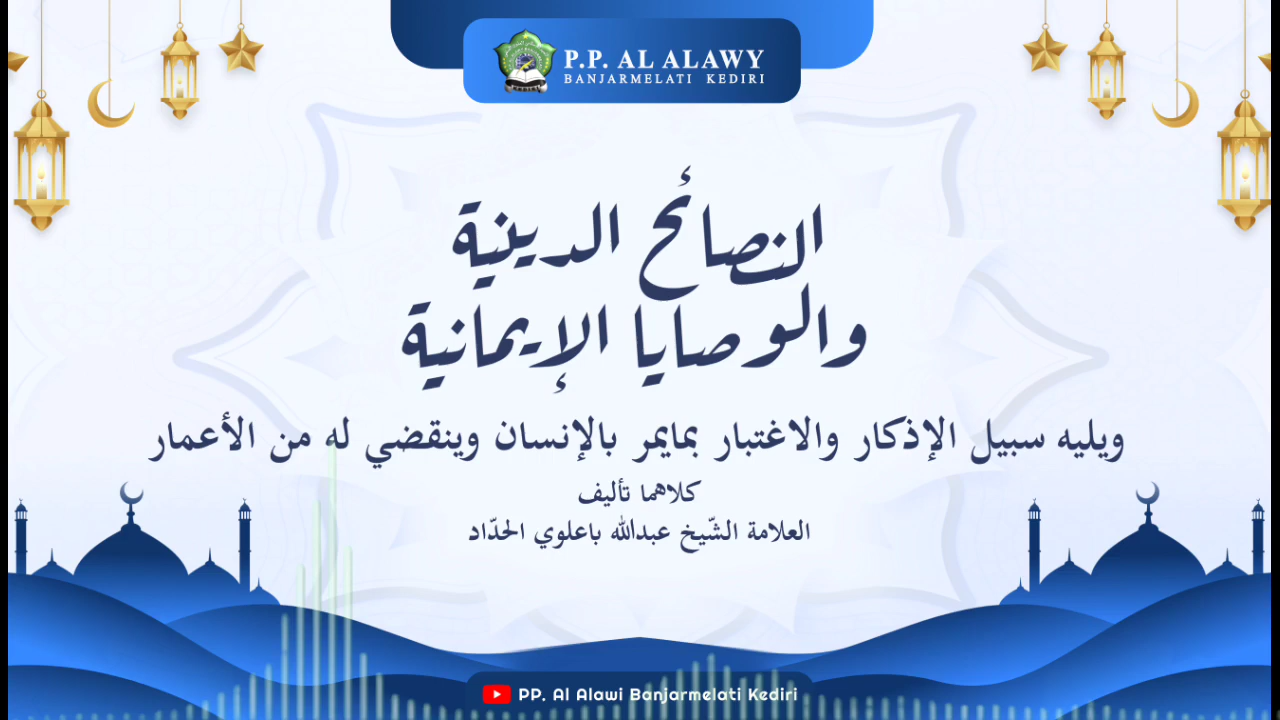 P.P. AL ALAWY
BANJARMELATI KEDIRI
النصائح الدينية
والوصايا الإيمانية
ويليه سبيل الإذكار والاغتبار بمايمر بالإنسان وينقضي له من الأعمار
كلاهما تأليف
العلامة الشّيخ عبدالله باعلوي الحدّاد
PP. Al Alawi Banjarmelati Kediri